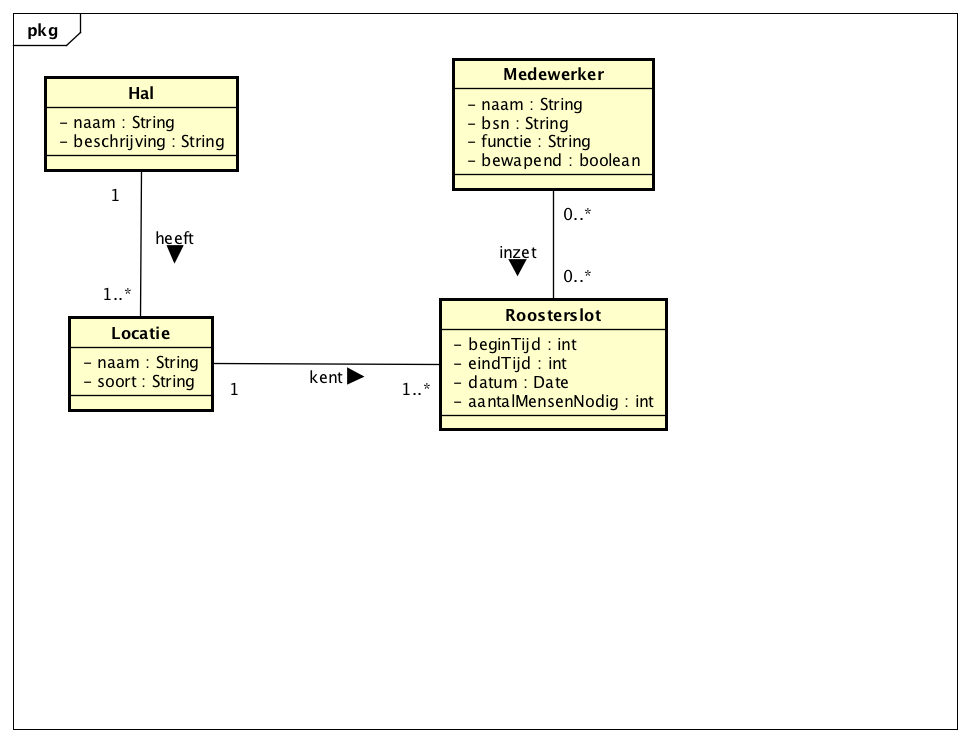 pkg
Hal
- naam : String
- beschrijving : String
1
heeft
1..*
Locatie
- naam : String
- soort : String
1
kent
1..*
Medewerker
- naam : String
- bsn : String
- functie : String
- bewapend : boolean
0..*
inzet
0..*
Roosterslot
- beginTijd : int
- eindTijd : int
- datum : Date
- aantalMensenNodig : int